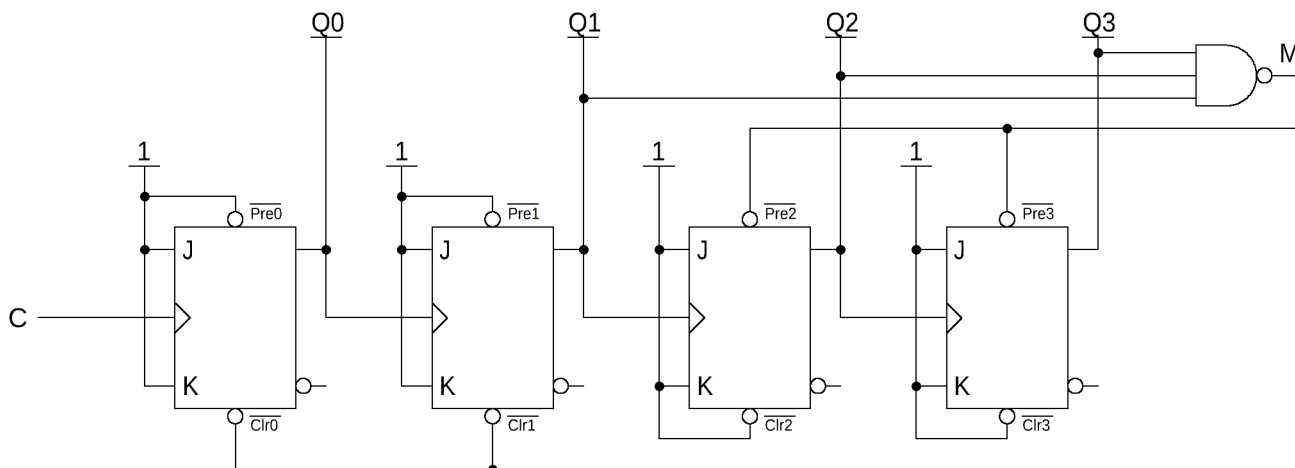 Q0 Q1 Q2 Q3
M
1 1 1 1
Pre0 Pre1 Pre2 Pre3
J J J J
C
K K K K
Clr0 Clr1 Clr2 Clr3